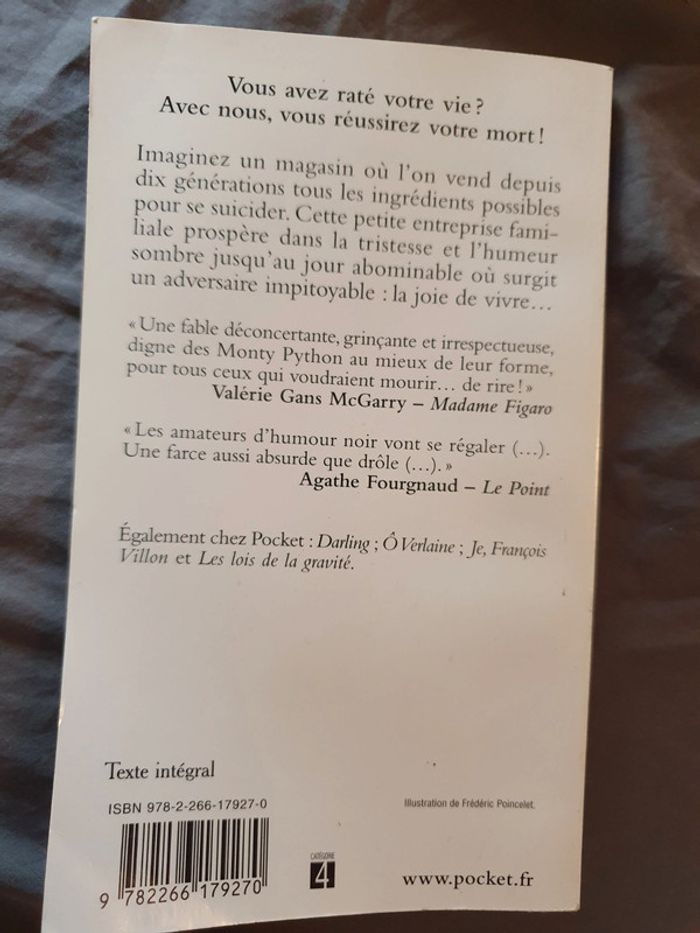 Vous avez raté votre vie ?
Avec nous, vous réussirez votre mort !
Imaginez un magasin où l'on vend depuis
dix générations tous les ingrédients possibles
pour se suicider. Cette petite entreprise fami-
liale prospère dans la tristesse et l'humeur
sombre jusqu'au jour abominable où surgit
un adversaire impitoyable : la joie de vivre…
« Une fable déconcertante, grinçante et irrespectueuse,
digne des Monty Python au mieux de leur forme,
pour tous ceux qui voudraient mourir… de rire ! »
Valérie Gans McGarry – Madame Figaro
« Les amateurs d'humour noir vont se régaler (…).
Une farce aussi absurde que drôle (…). »
Agathe Fourgnaud – Le Point
Également chez Pocket : Darling ; Ô Verlaine ; Je, François
Villon et Les lois de la gravité.
Texte intégral
ISBN 978-2-266-17927-0
Illustration de Frédéric Poincelet.
9 782266 179270
CATÉGORIE
4
www.pocket.fr